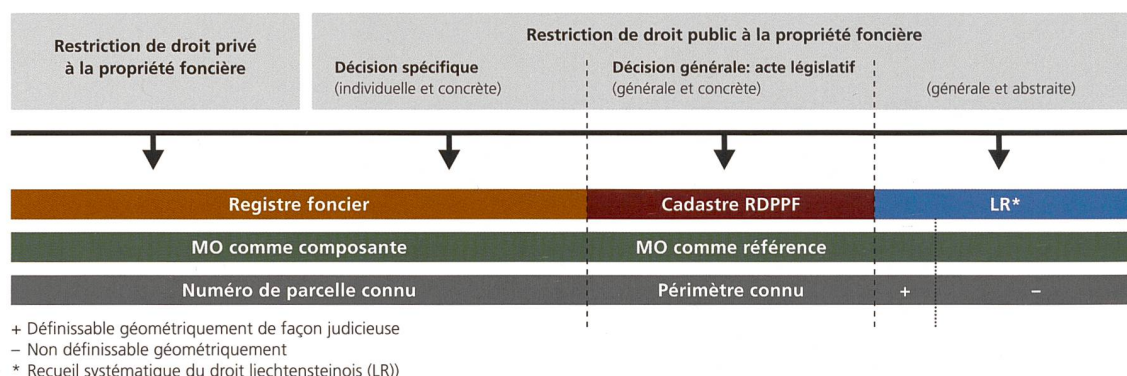 Restriction de droit privé
à la propriété foncière
Restriction de droit public à la propriété foncière
Décision spécifique
(individuelle et concrète)
Décision générale: acte législatif
(générale et concrète)
(générale et abstraite)
Registre foncier
Cadastre RDPPF
LR*
MO comme composante
MO comme référence
Numéro de parcelle connu
Périmètre connu
+
–
+ Définissable géométriquement de façon judicieuse
– Non définissable géométriquement
* Recueil systématique du droit liechtensteinois (LR))